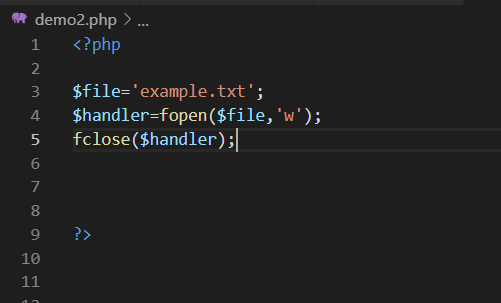 demo2.php > ...
1 <?php
2
3 $file='example.txt';
4 $handler=fopen($file,'w');
5 fclose($handler);
6
7
8
9 ?>
10
11